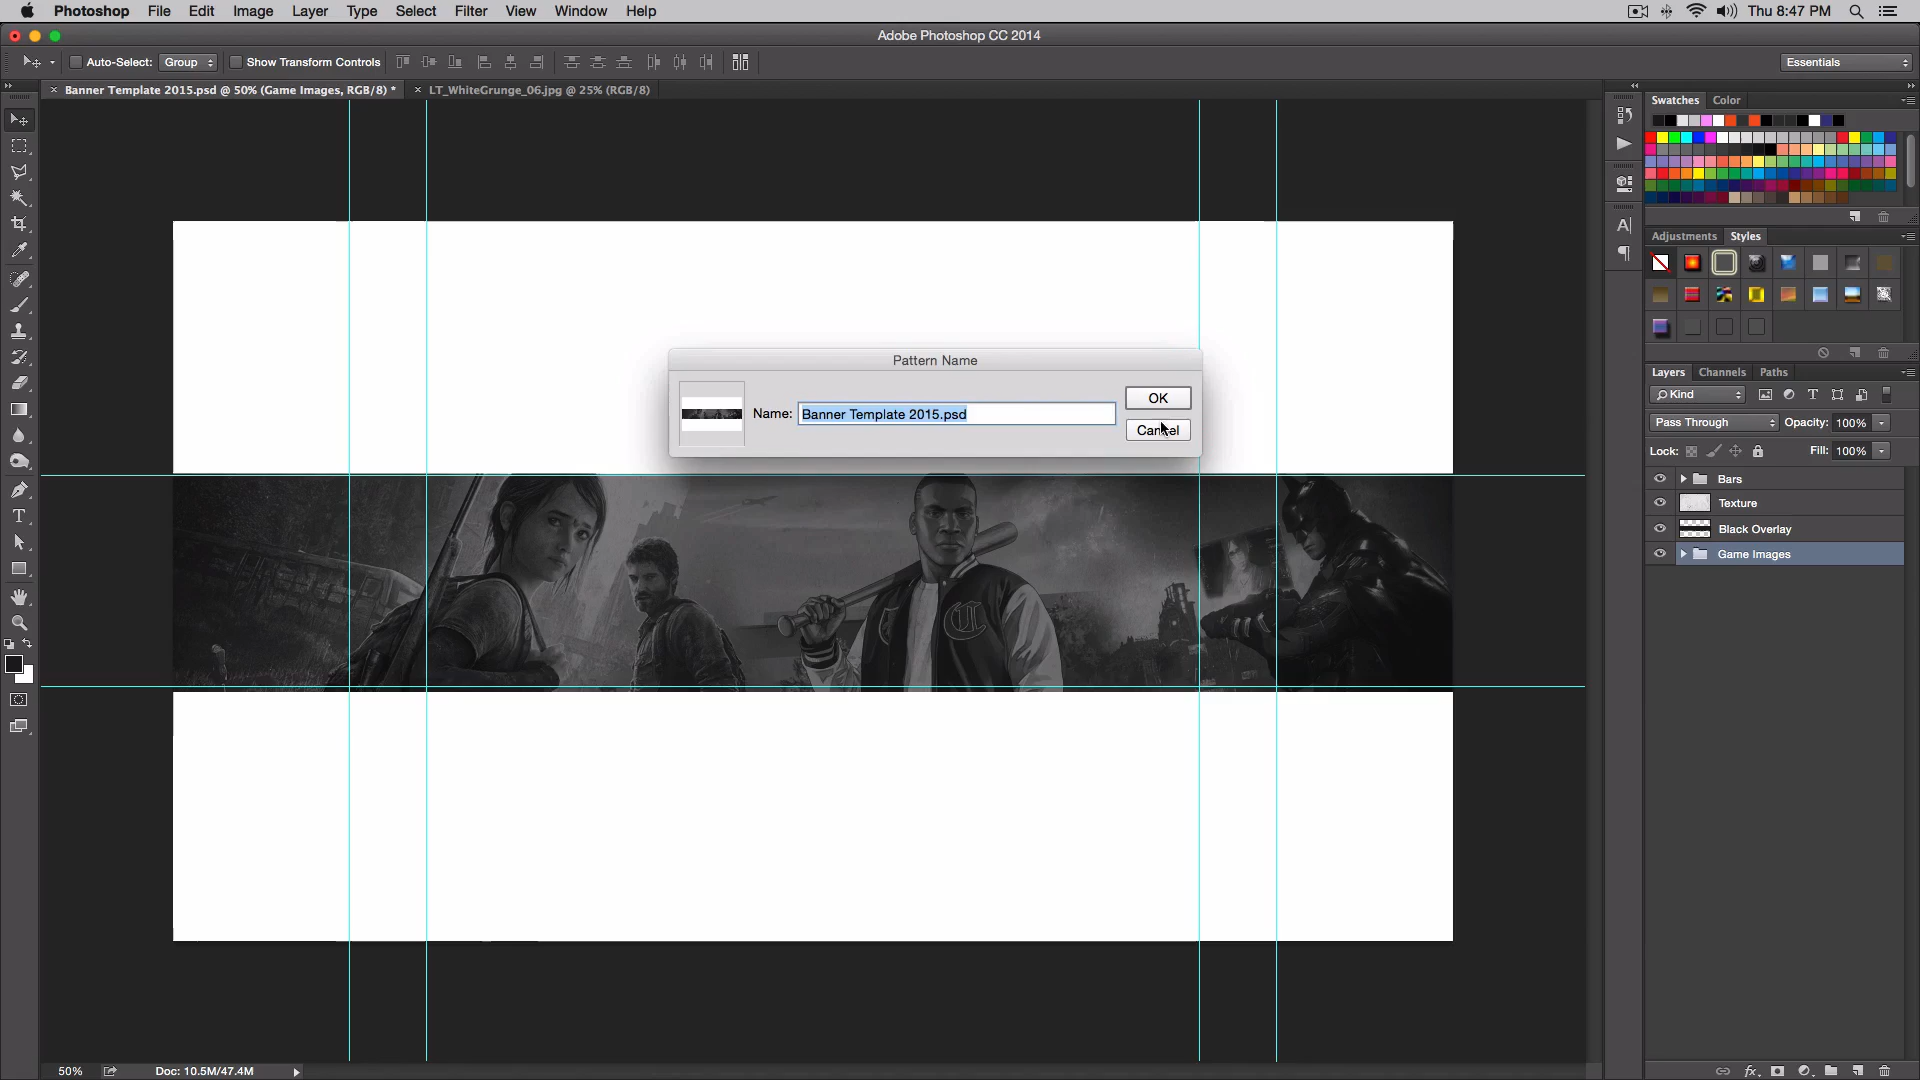 Photoshop File Edit Image Layer Type Select Filter View Window Help Thu 8:47 PM
Adobe Photoshop CC 2014
Auto-Select: Group Show Transform Controls Essentials
Banner Template 2015.psd @ 50% (Game Images, RGB/8) * LT_WhiteGrunge_06.jpg @ 25% (RGB/8)
Swatches Color
Adjustments Styles
Pattern Name
Name: Banner Template 2015.psd
OK
Cancel
Layers Channels Paths
Kind
Pass Through Opacity: 100%
Lock: Fill: 100%
Bars
Texture
Black Overlay
Game Images
50% Doc: 10.5M/47.4M